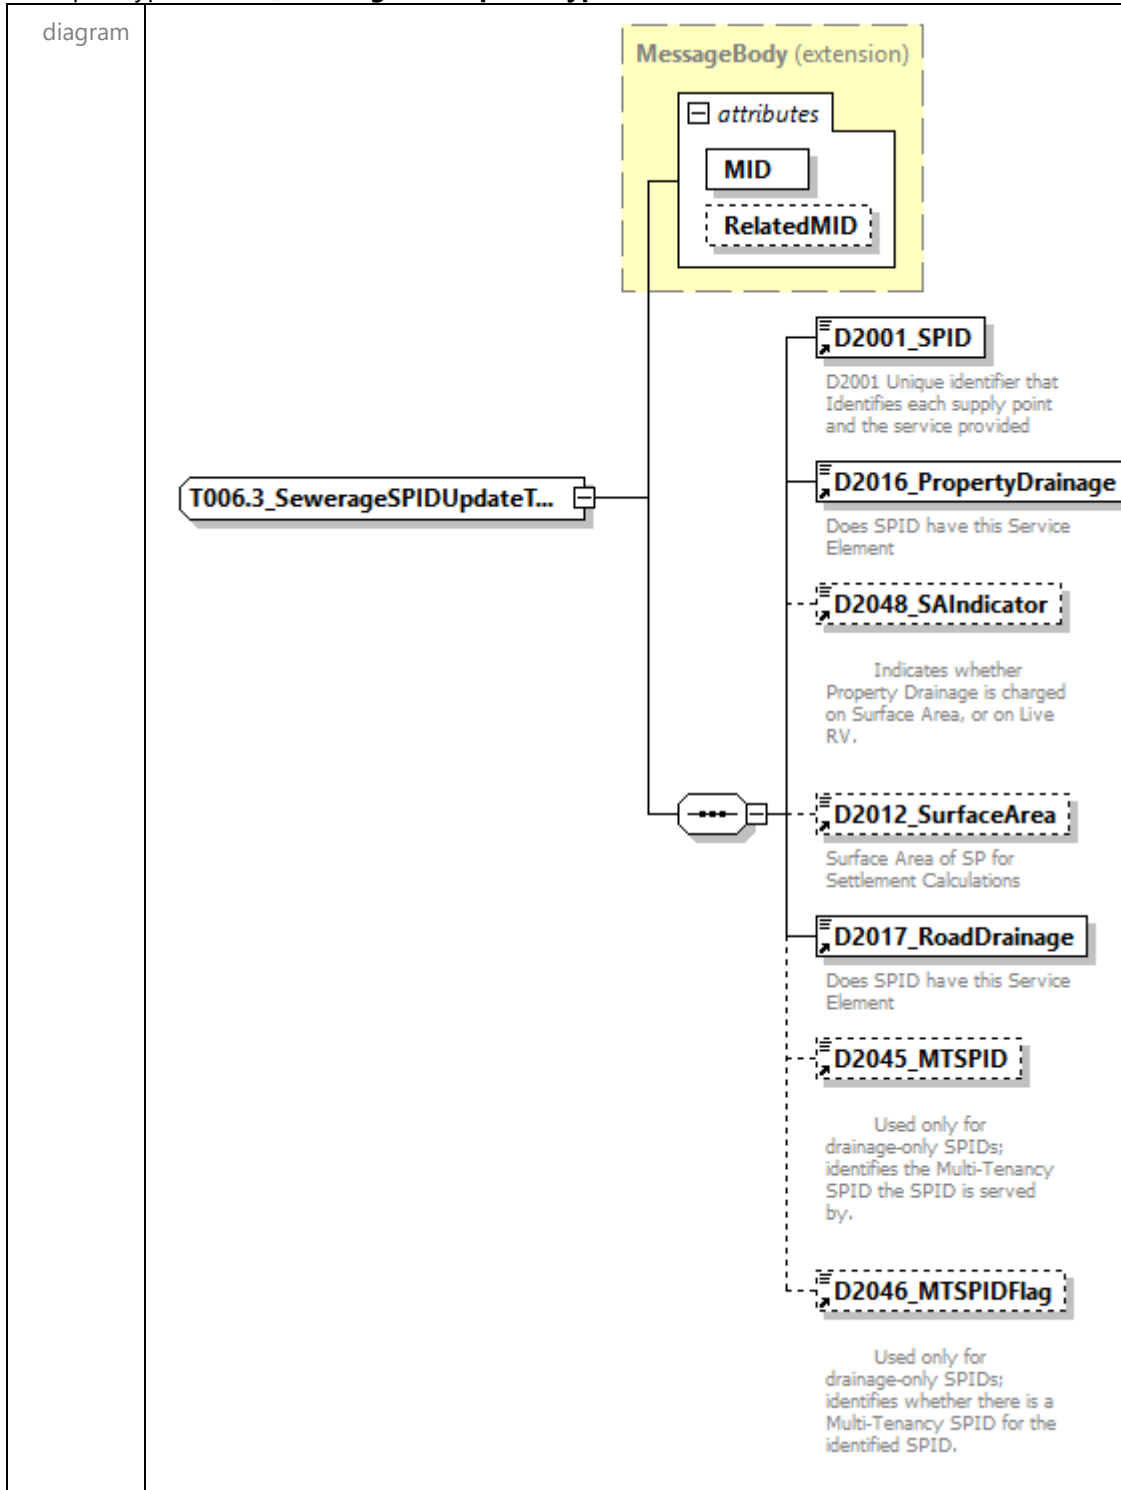 diagram
MessageBody (extension)
attributes
MID
RelatedMID
D2001_SPID
D2001 Unique identifier that
Identifies each supply point
and the service provided
T006.3_SewerageSPIDUpdateT...
D2016_PropertyDrainage
Does SPID have this Service
Element
D2048_SAIndicator
Indicates whether
Property Drainage is charged
on Surface Area, or on Live
RV.
D2012_SurfaceArea
Surface Area of SP for
Settlement Calculations
D2017_RoadDrainage
Does SPID have this Service
Element
D2045_MTSPID
Used only for
drainage-only SPIDs;
identifies the Multi-Tenancy
SPID the SPID is served
by.
D2046_MTSPIDFlag
Used only for
drainage-only SPIDs;
identifies whether there is a
Multi-Tenancy SPID for the
identified SPID.